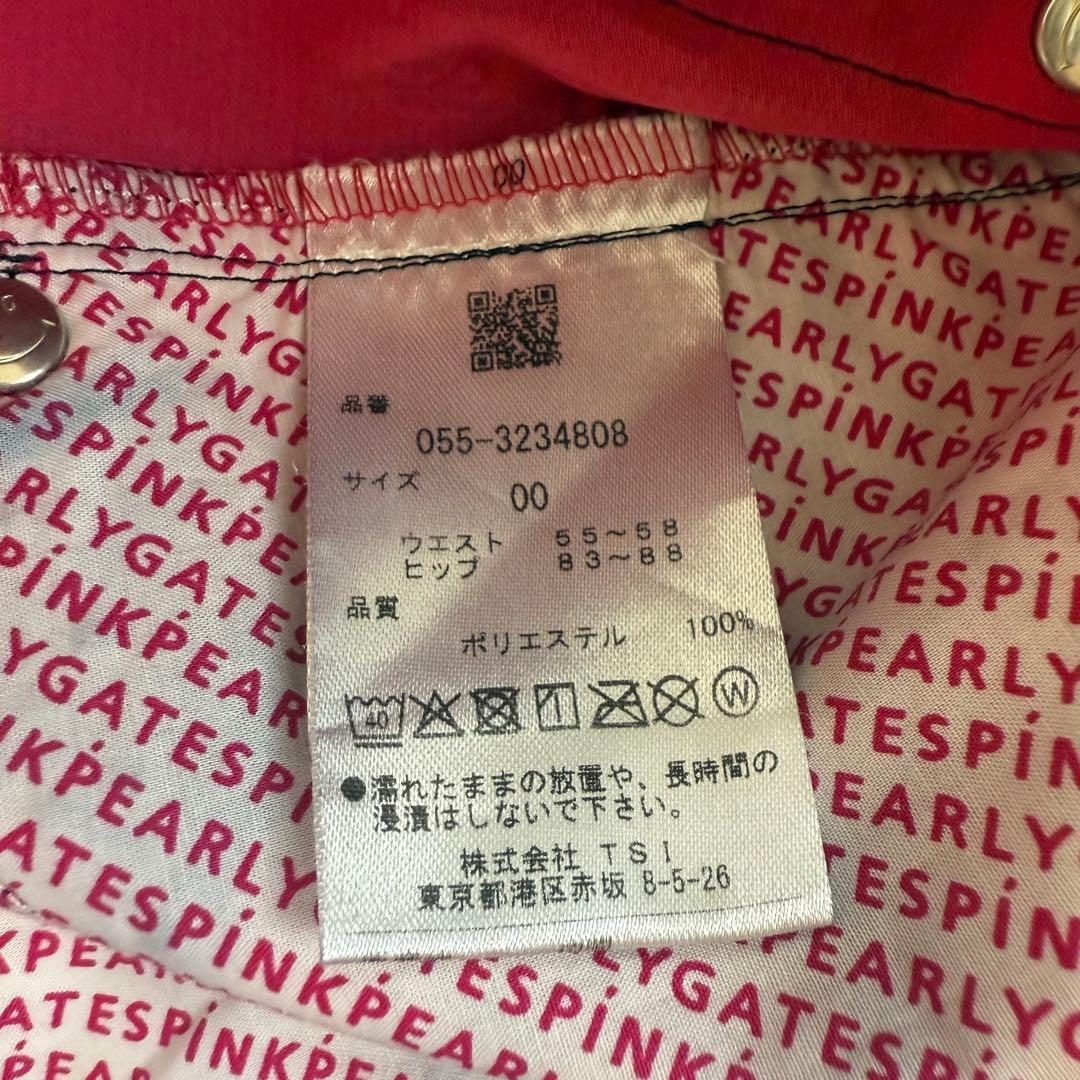 00
品番
055-3234808
サイズ
00
ウエスト 55～58
ヒップ 83～88
品質
ポリエステル 100%
40
W
●濡れたままの放置や、長時間の
浸漬はしないで下さい。
株式会社 TSI
東京都港区赤坂 8-5-26
PEARLYGATESPINKPEARLYGATESPINK